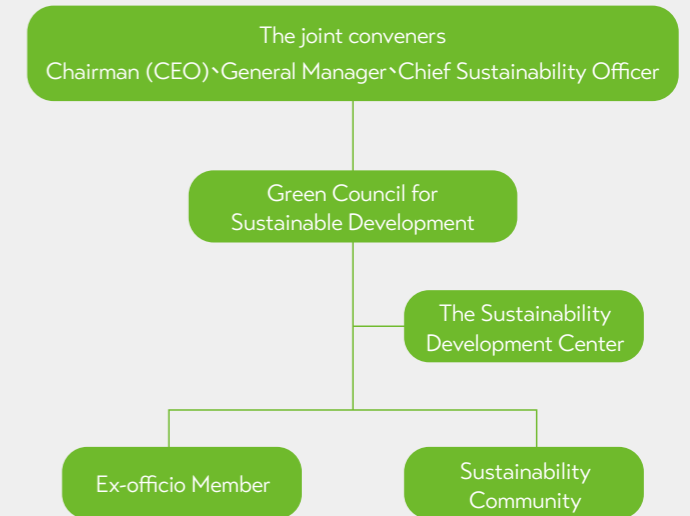 The joint conveners
Chairman (CEO)、General Manager、Chief Sustainability Officer
Green Council for
Sustainable Development
The Sustainability
Development Center
Ex-officio Member
Sustainability
Community